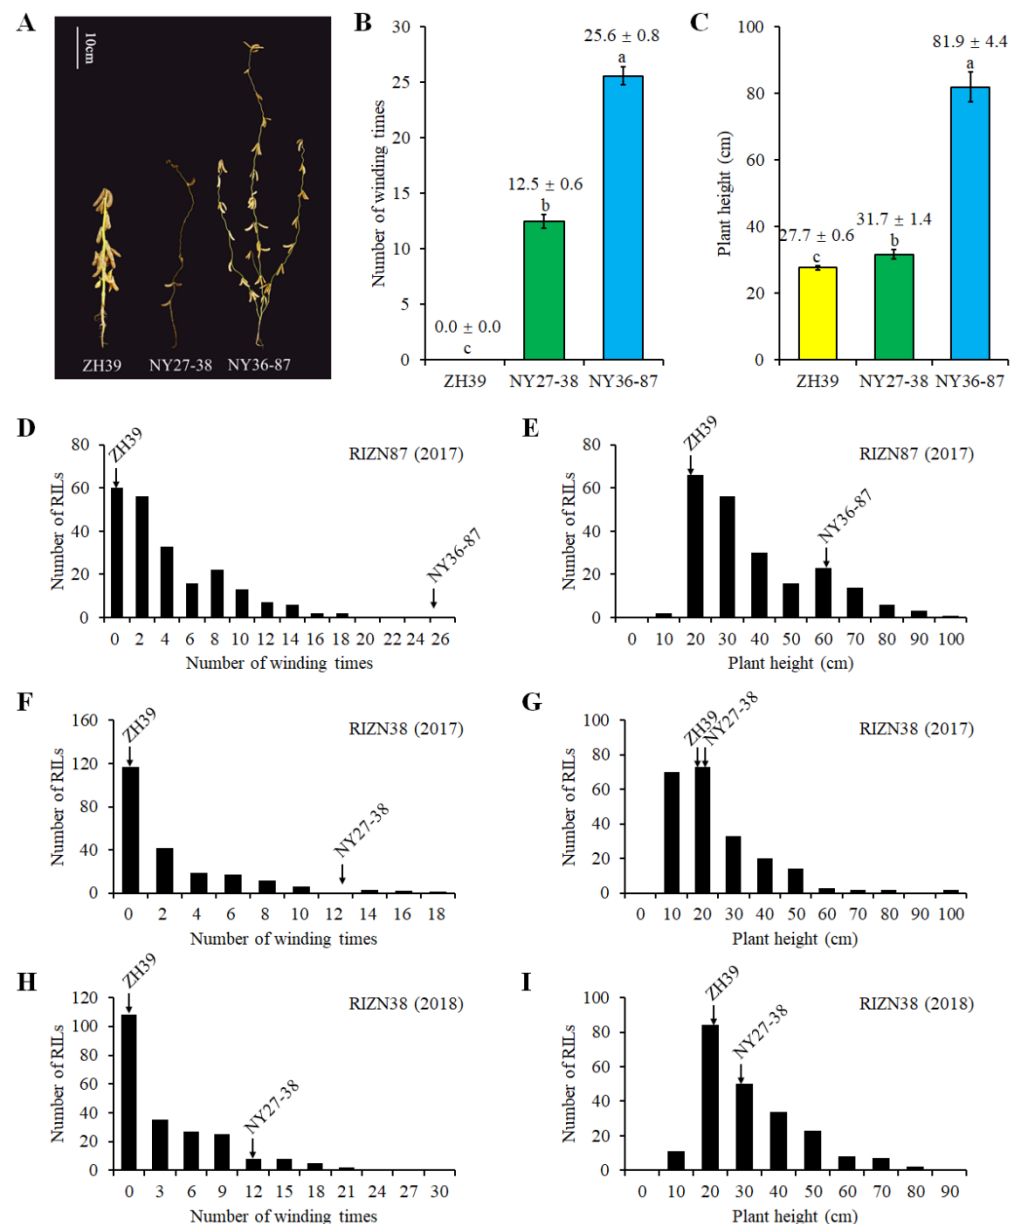 A
10cm
ZH39 NY27-38 NY36-87
B
Number of winding times
30
25
20
15
10
5
0
0.0 ± 0.0
c
12.5 ± 0.6
b
25.6 ± 0.8
a
ZH39 NY27-38 NY36-87
C
Plant height (cm)
100
80
60
40
20
0
27.7 ± 0.6
c
31.7 ± 1.4
b
81.9 ± 4.4
a
ZH39 NY27-38 NY36-87
D
RIZN87 (2017)
Number of RILs
80
60
40
20
0
ZH39
NY36-87
0 2 4 6 8 10 12 14 16 18 20 22 24 26
Number of winding times
E
RIZN87 (2017)
Number of RILs
80
60
40
20
0
ZH39
NY36-87
0 10 20 30 40 50 60 70 80 90 100
Plant height (cm)
F
RIZN38 (2017)
Number of RILs
160
120
80
40
0
ZH39
NY27-38
0 2 4 6 8 10 12 14 16 18
Number of winding times
G
RIZN38 (2017)
Number of RILs
100
80
60
40
20
0
ZH39
NY27-38
0 10 20 30 40 50 60 70 80 90 100
Plant height (cm)
H
RIZN38 (2018)
Number of RILs
120
100
80
60
40
20
0
ZH39
NY27-38
0 3 6 9 12 15 18 21 24 27 30
Number of winding times
I
RIZN38 (2018)
Number of RILs
100
80
60
40
20
0
ZH39
NY27-38
0 10 20 30 40 50 60 70 80 90
Plant height (cm)